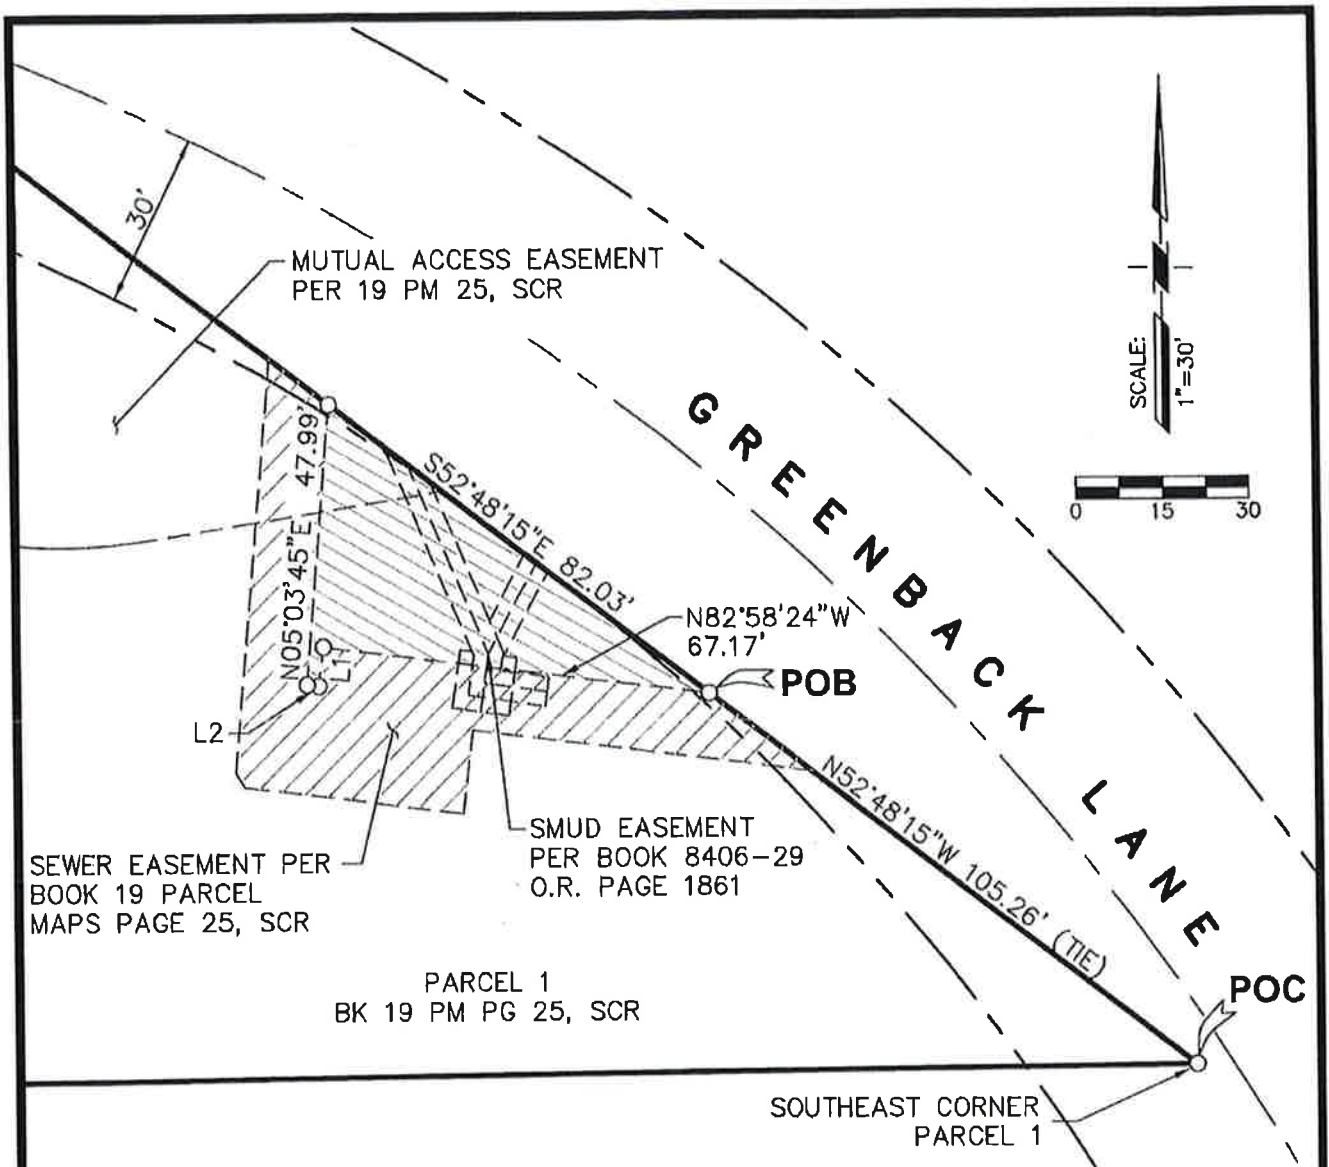 30'
MUTUAL ACCESS EASEMENT
PER 19 PM 25, SCR
SCALE:
1"=30'
0 15 30
GREENBACK LANE
N05°03'45"E 47.99'
S52°48'15"E 82.03'
N82°58'24"W
67.17'
POB
L1
L2
N52°48'15"W 105.26' (TIE)
SMUD EASEMENT
PER BOOK 8406-29
O.R. PAGE 1861
SEWER EASEMENT PER
BOOK 19 PARCEL
MAPS PAGE 25, SCR
PARCEL 1
BK 19 PM PG 25, SCR
POC
SOUTHEAST CORNER
PARCEL 1